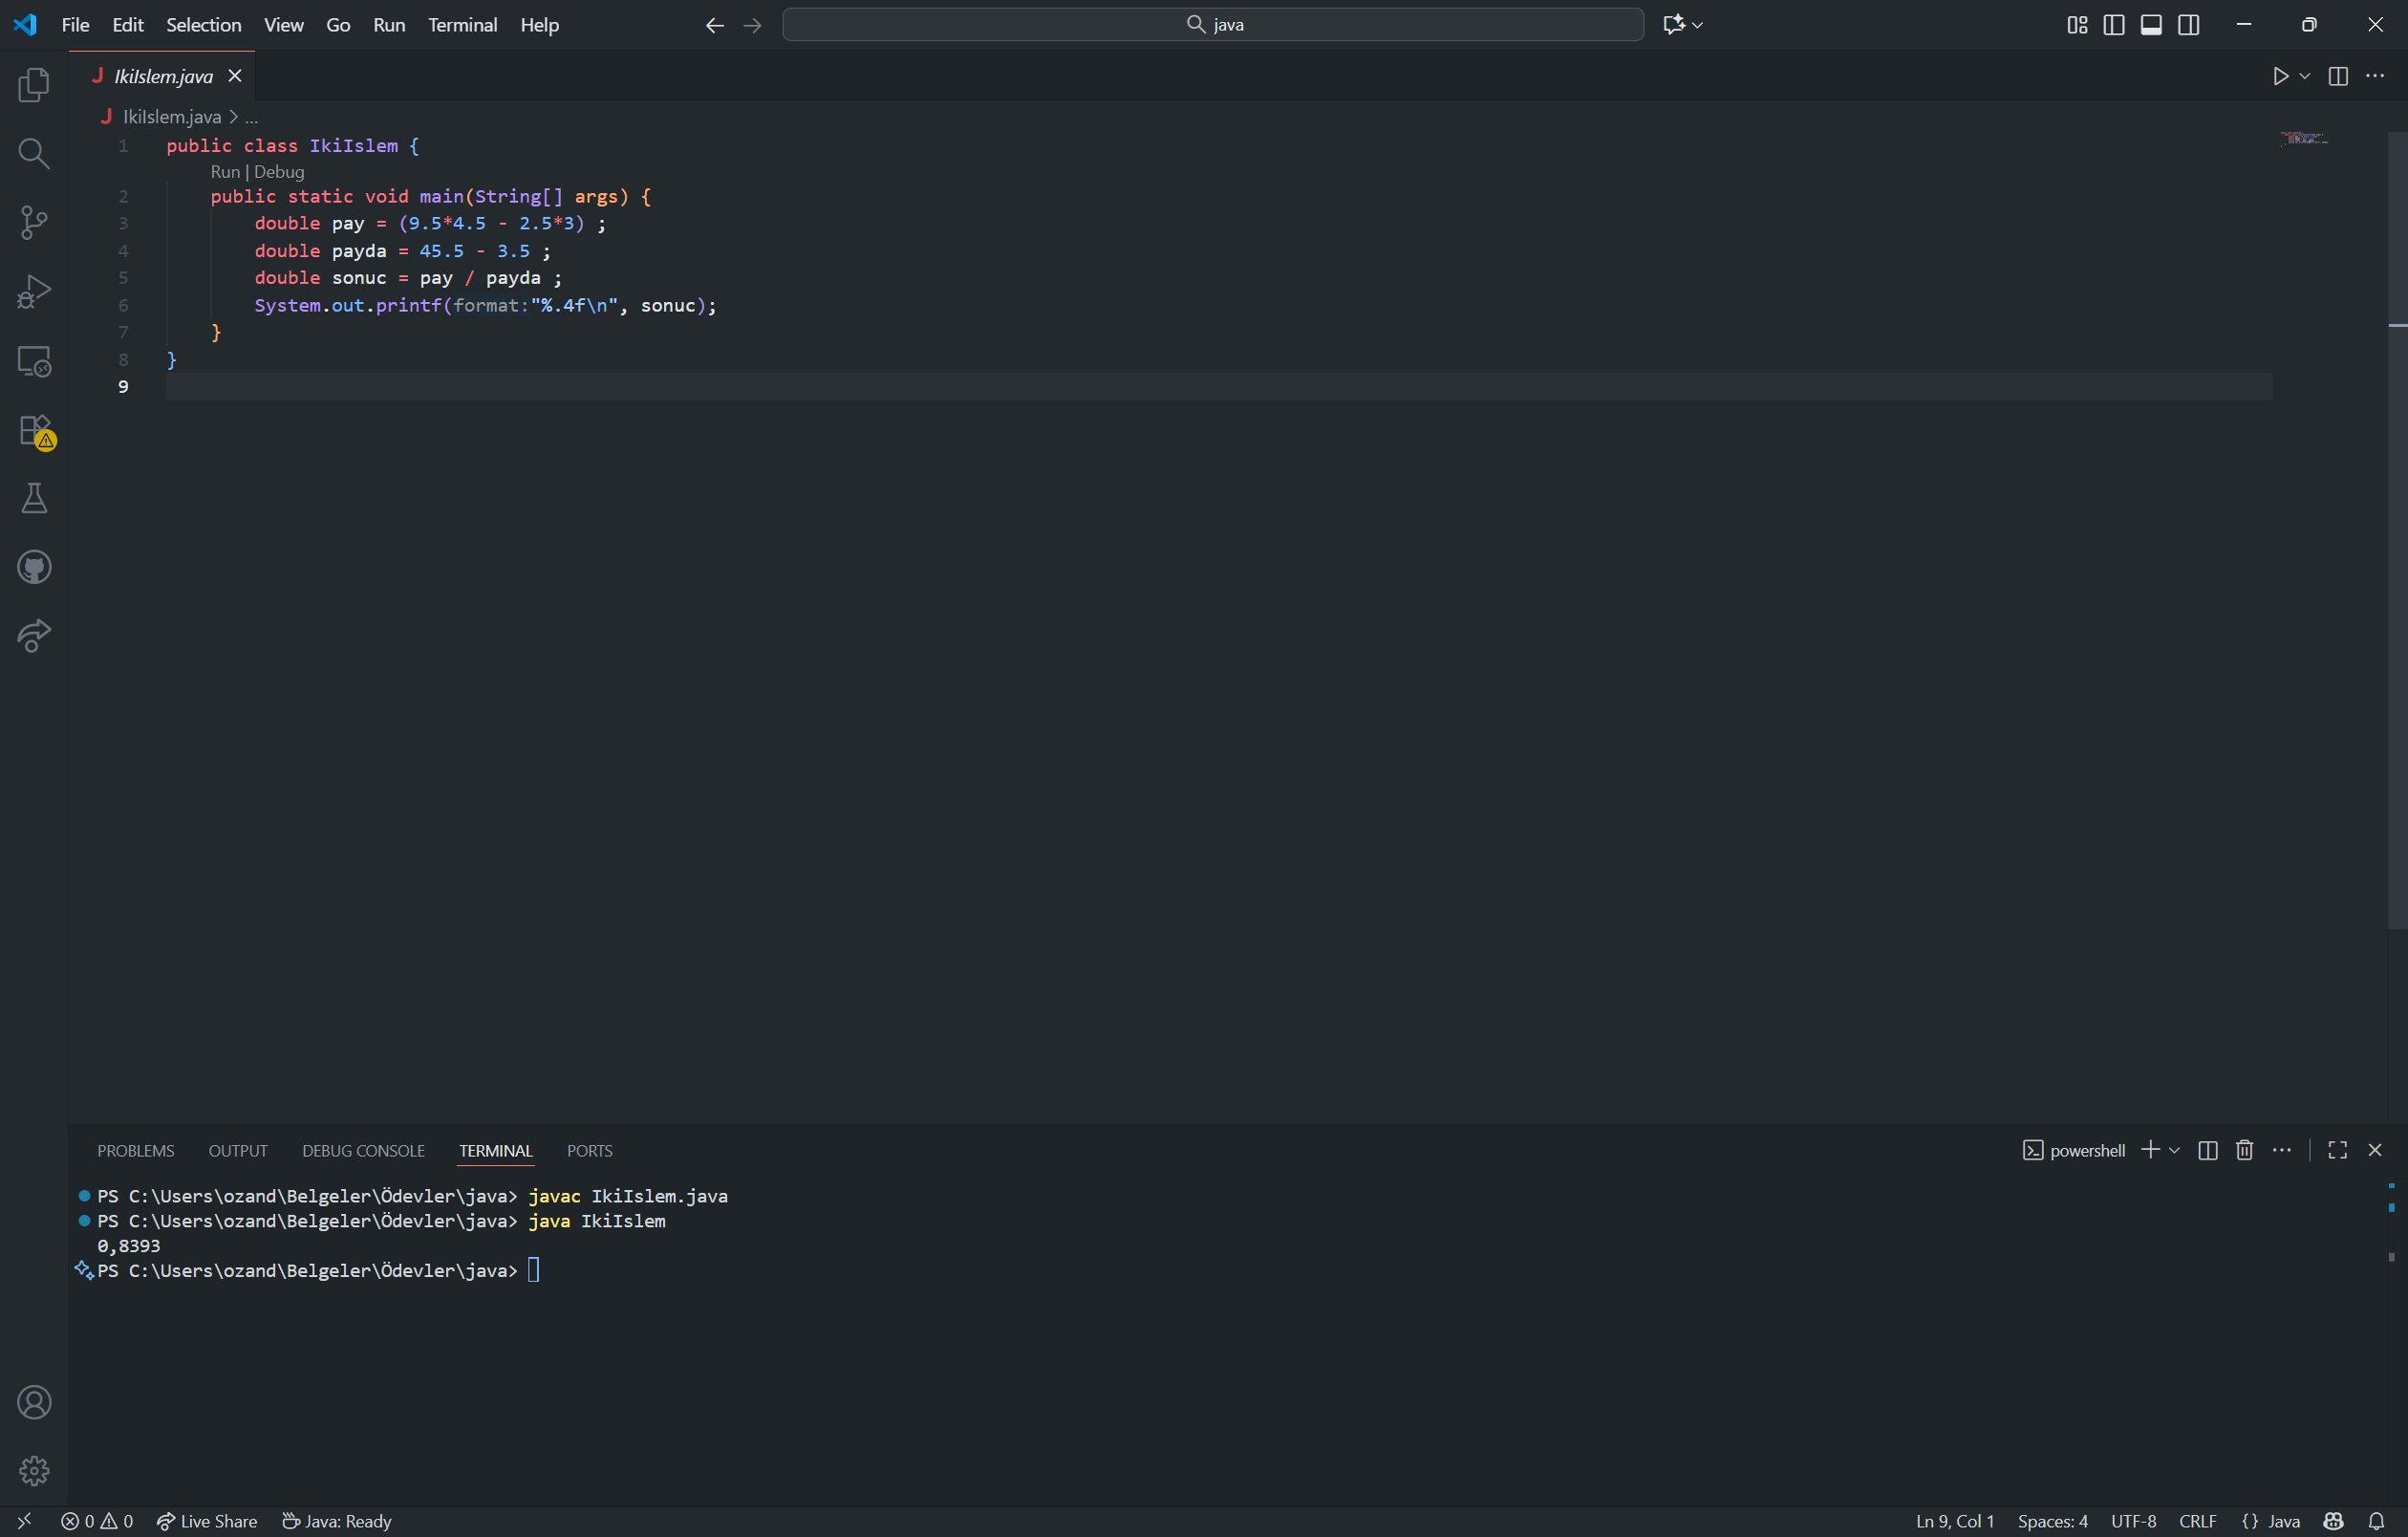 File Edit Selection View Go Run Terminal Help
java
IkiIslem.java
IkiIslem.java > ...
1 public class IkiIslem {
Run | Debug
2 public static void main(String[] args) {
3 double pay = (9.5*4.5 - 2.5*3) ;
4 double payda = 45.5 - 3.5 ;
5 double sonuc = pay / payda ;
6 System.out.printf(format:"%.4f\n", sonuc);
7 }
8 }
9
PROBLEMS OUTPUT DEBUG CONSOLE TERMINAL PORTS
powershell
PS C:\Users\ozand\Belgeler\Ödevler\java> javac IkiIslem.java
PS C:\Users\ozand\Belgeler\Ödevler\java> java IkiIslem
0,8393
PS C:\Users\ozand\Belgeler\Ödevler\java>
0 0 Live Share Java: Ready
Ln 9, Col 1 Spaces: 4 UTF-8 CRLF {} Java